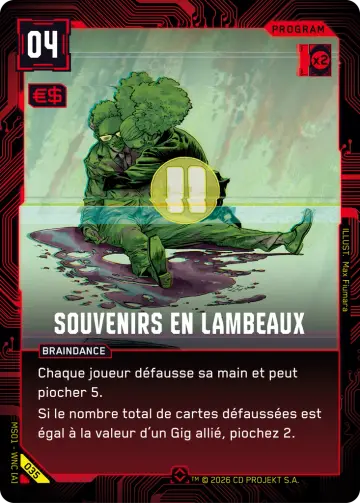 PROGRAM
04
x2
€$
SOUVENIRS EN LAMBEAUX
BRAINDANCE
Chaque joueur défausse sa main et peut
piocher 5.
Si le nombre total de cartes défaussées est
égal à la valeur d'un Gig allié, piochez 2.
ILLUST. Max Fiumara
MS01 - WNC [A]
035
™ © 2026 CD PROJEKT S.A.